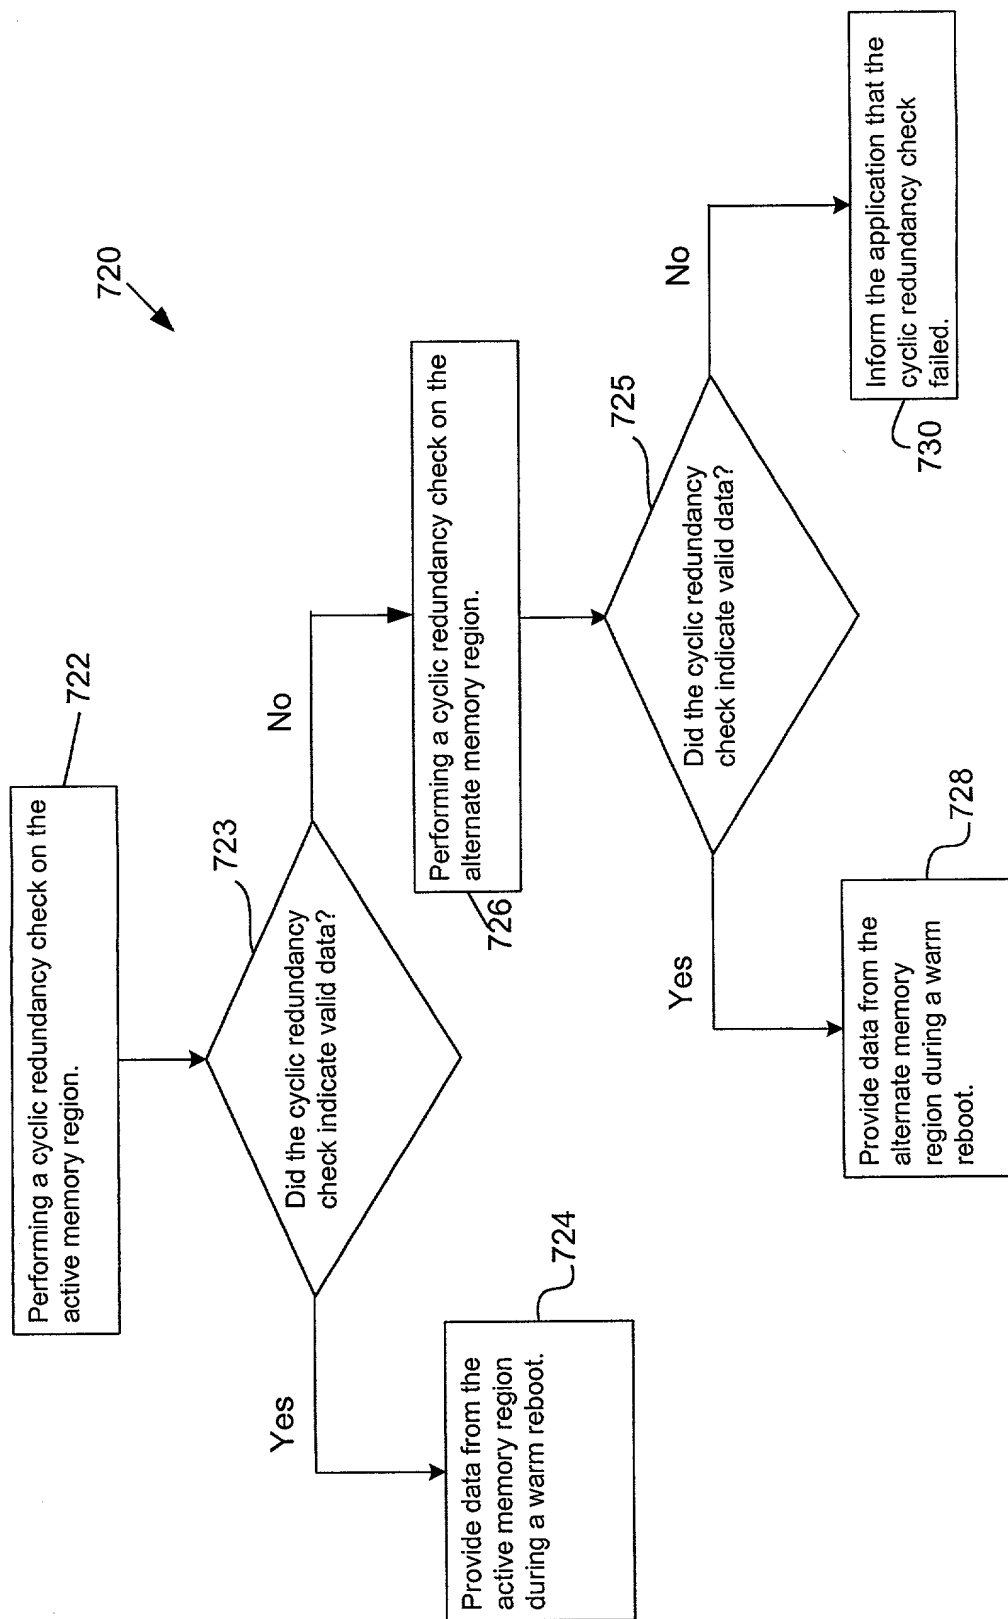 720
722
Performing a cyclic redundancy check on the
active memory region.
723
Did the cyclic redundancy
check indicate valid data?
Yes
No
724
Provide data from the
active memory region
during a warm reboot.
Performing a cyclic redundancy check on the
alternate memory region.
726
725
Did the cyclic redundancy
check indicate valid data?
Yes
No
728
Provide data from the
alternate memory
region during a warm
reboot.
Inform the application that the
cyclic redundancy check
failed.
730